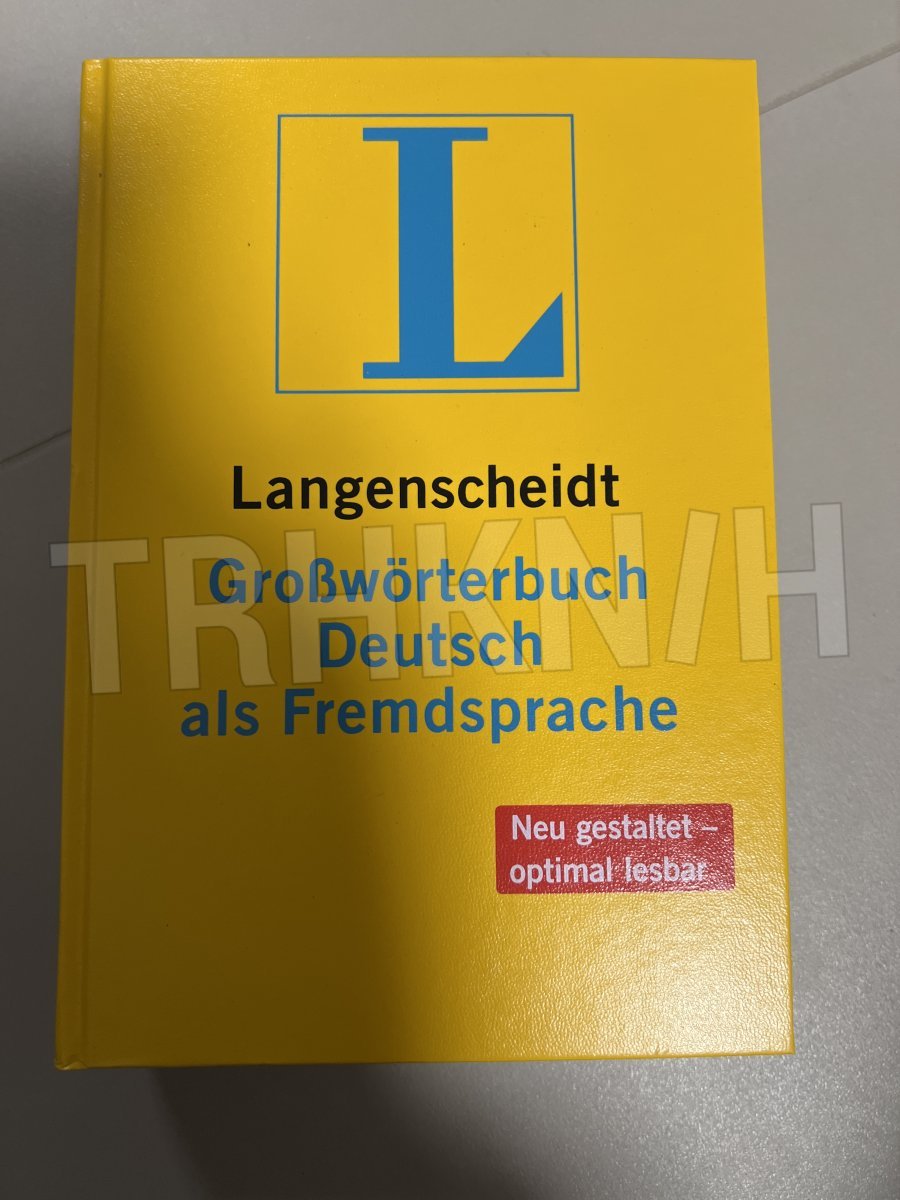 L
Langenscheidt
Großwörterbuch
Deutsch
als Fremdsprache
TRHKN/H
Neu gestaltet –
optimal lesbar